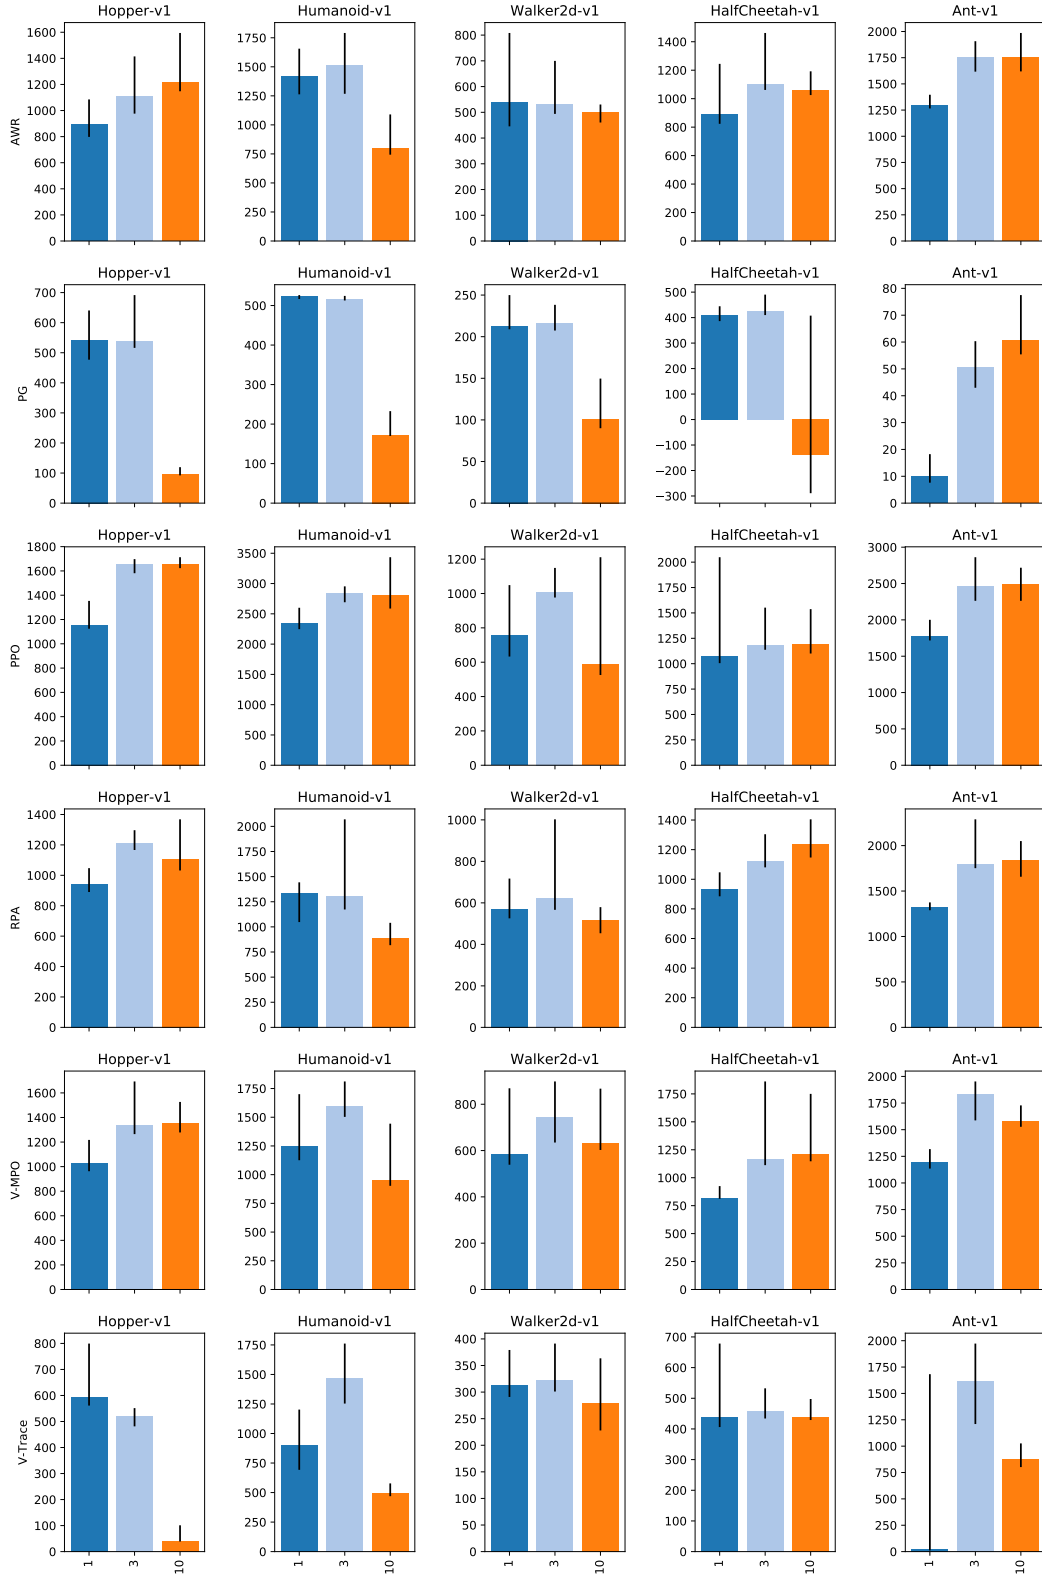 Hopper-v1 Humanoid-v1 Walker2d-v1 HalfCheetah-v1 Ant-v1
AWR
0 200 400 600 800 1000 1200 1400 1600
0 250 500 750 1000 1250 1500 1750
0 100 200 300 400 500 600 700 800
0 200 400 600 800 1000 1200 1400
0 250 500 750 1000 1250 1500 1750 2000
Hopper-v1 Humanoid-v1 Walker2d-v1 HalfCheetah-v1 Ant-v1
PG
0 100 200 300 400 500 600 700
0 100 200 300 400 500
0 50 100 150 200 250
−300 −200 −100 0 100 200 300 400 500
0 10 20 30 40 50 60 70 80
Hopper-v1 Humanoid-v1 Walker2d-v1 HalfCheetah-v1 Ant-v1
PPO
0 200 400 600 800 1000 1200 1400 1600 1800
0 500 1000 1500 2000 2500 3000 3500
0 200 400 600 800 1000 1200
0 250 500 750 1000 1250 1500 1750 2000
0 500 1000 1500 2000 2500 3000
Hopper-v1 Humanoid-v1 Walker2d-v1 HalfCheetah-v1 Ant-v1
RPA
0 200 400 600 800 1000 1200 1400
0 250 500 750 1000 1250 1500 1750 2000
0 200 400 600 800 1000
0 200 400 600 800 1000 1200 1400
0 500 1000 1500 2000
Hopper-v1 Humanoid-v1 Walker2d-v1 HalfCheetah-v1 Ant-v1
V-MPO
0 200 400 600 800 1000 1200 1400 1600
0 250 500 750 1000 1250 1500 1750
0 200 400 600 800
0 250 500 750 1000 1250 1500 1750
0 250 500 750 1000 1250 1500 1750 2000
Hopper-v1 Humanoid-v1 Walker2d-v1 HalfCheetah-v1 Ant-v1
V-Trace
0 100 200 300 400 500 600 700 800
0 250 500 750 1000 1250 1500 1750
0 50 100 150 200 250 300 350 400
0 100 200 300 400 500 600 700
0 250 500 750 1000 1250 1500 1750 2000
1 3 10 1 3 10 1 3 10 1 3 10 1 3 10